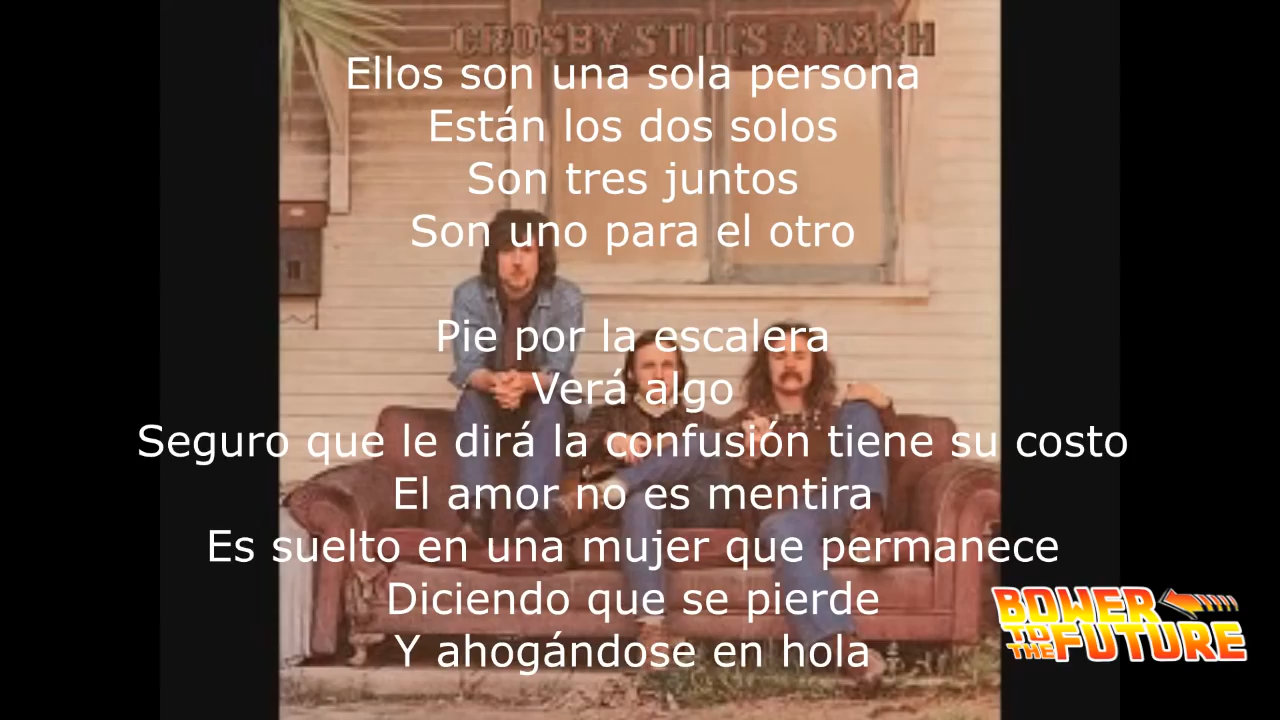 CROSBY, STILLS & NASH
Ellos son una sola persona
Están los dos solos
Son tres juntos
Son uno para el otro
Pie por la escalera
Verá algo
Seguro que le dirá la confusión tiene su costo
El amor no es mentira
Es suelto en una mujer que permanece
Diciendo que se pierde
Y ahogándose en hola
BOWER
TO THE FUTURE